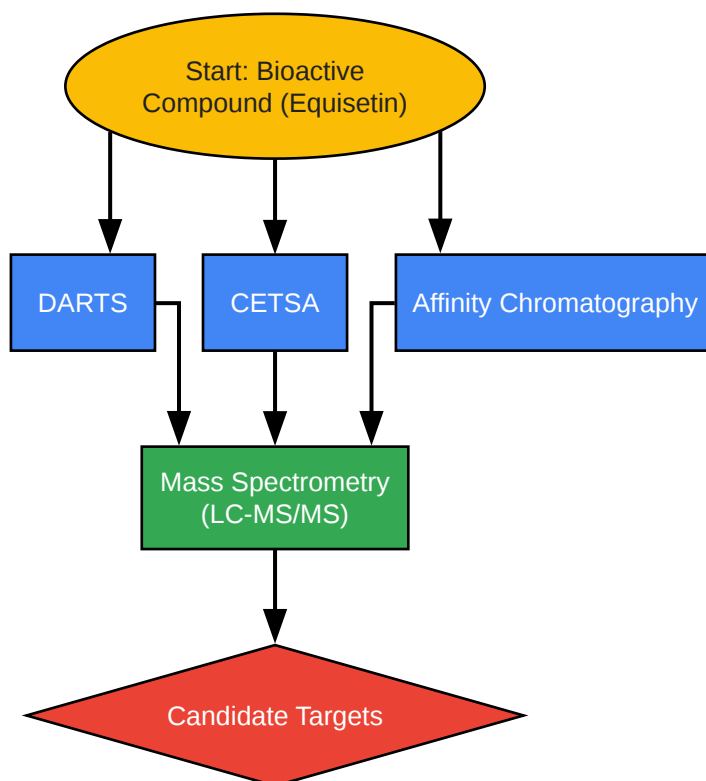 Start: Bioactive
Compound (Equisetin)
DARTS
CETSA
Affinity Chromatography
Mass Spectrometry
(LC-MS/MS)
Candidate Targets